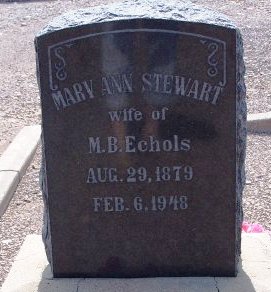 MARY ANN STEWART
wife of
M.B.Echols
AUG.29,1879
FEB.6,1948